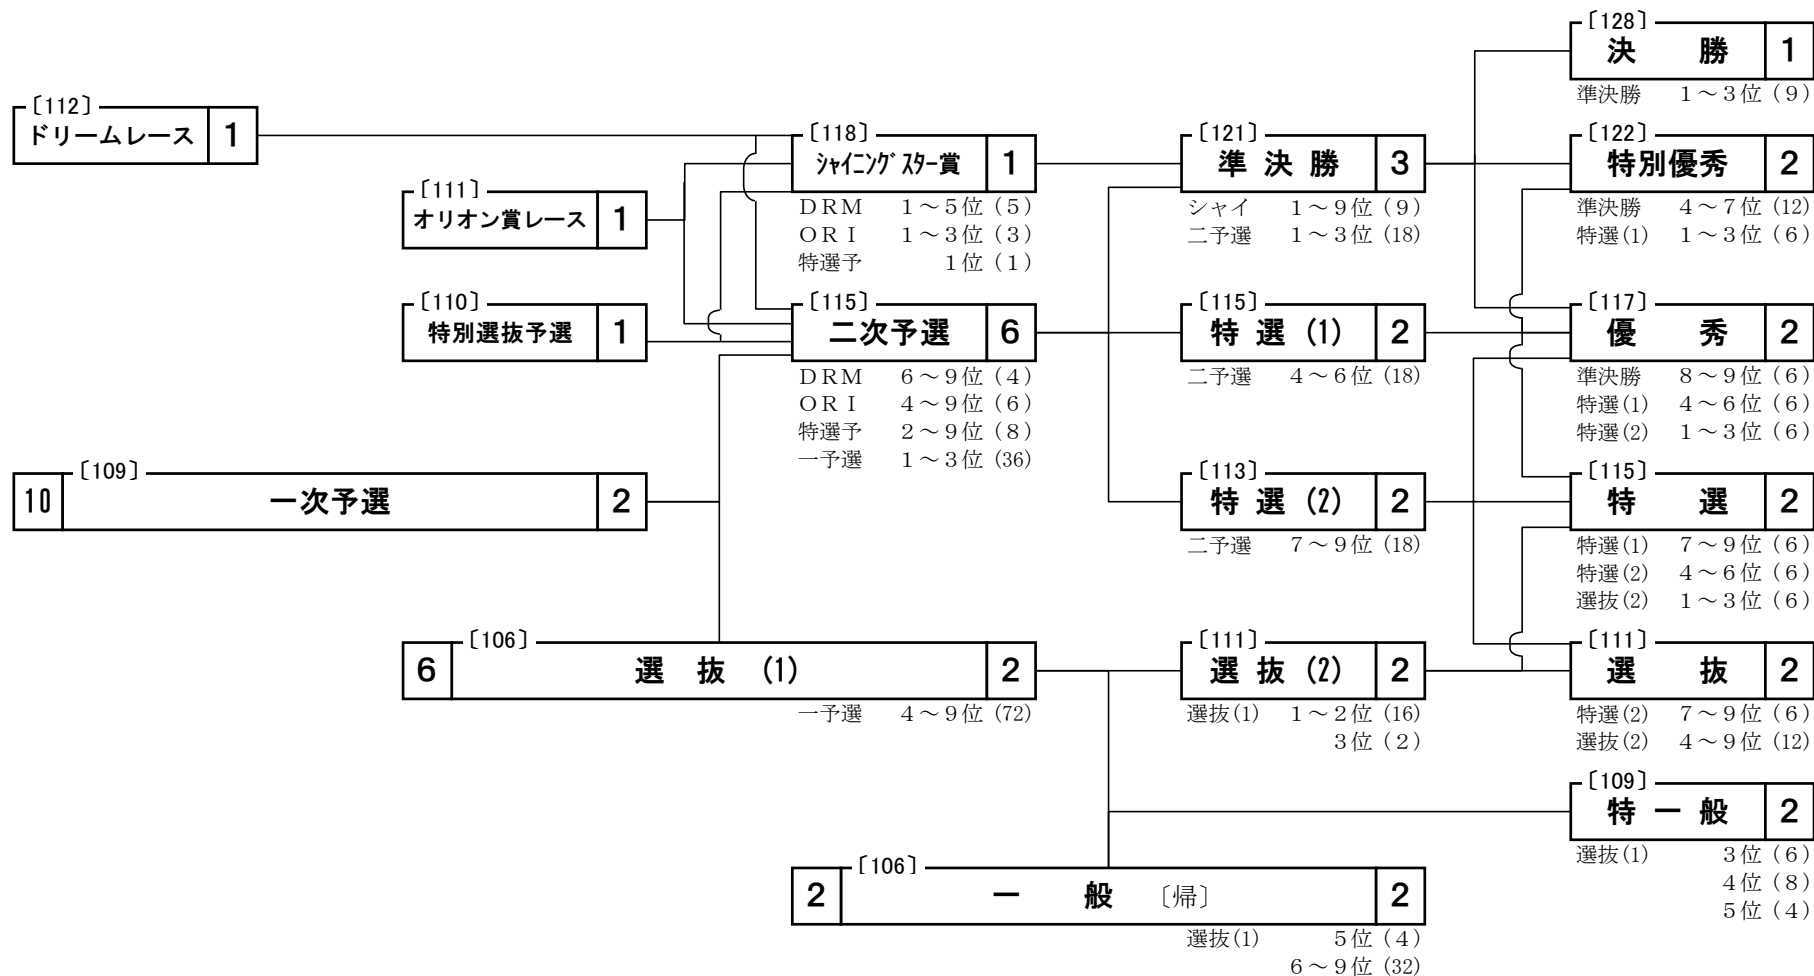 〔112〕
ドリームレース 1
〔111〕
オリオン賞レース 1
〔110〕
特別選抜予選 1
〔109〕
10 一次予選 2
〔106〕
6 選 抜 (1) 2
一予選 4～9位 (72)
〔118〕
ｼｬｲﾆﾝｸﾞｽﾀｰ賞 1
DRM 1～5位 (5)
ORI 1～3位 (3)
特選予 1位 (1)
〔115〕
二次予選 6
DRM 6～9位 (4)
ORI 4～9位 (6)
特選予 2～9位 (8)
一予選 1～3位 (36)
〔106〕
2 一 般 〔帰〕 2
選抜(1) 5位 (4)
6～9位 (32)
〔121〕
準 決 勝 3
シャイ 1～9位 (9)
二予選 1～3位 (18)
〔115〕
特 選 (1) 2
二予選 4～6位 (18)
〔113〕
特 選 (2) 2
二予選 7～9位 (18)
〔111〕
選 抜 (2) 2
選抜(1) 1～2位 (16)
3位 (2)
〔128〕
決 勝 1
準決勝 1～3位 (9)
〔122〕
特別優秀 2
準決勝 4～7位 (12)
特選(1) 1～3位 (6)
〔117〕
優 秀 2
準決勝 8～9位 (6)
特選(1) 4～6位 (6)
特選(2) 1～3位 (6)
〔115〕
特 選 2
特選(1) 7～9位 (6)
特選(2) 4～6位 (6)
選抜(2) 1～3位 (6)
〔111〕
選 抜 2
特選(2) 7～9位 (6)
選抜(2) 4～9位 (12)
〔109〕
特 一 般 2
選抜(1) 3位 (6)
4位 (8)
5位 (4)